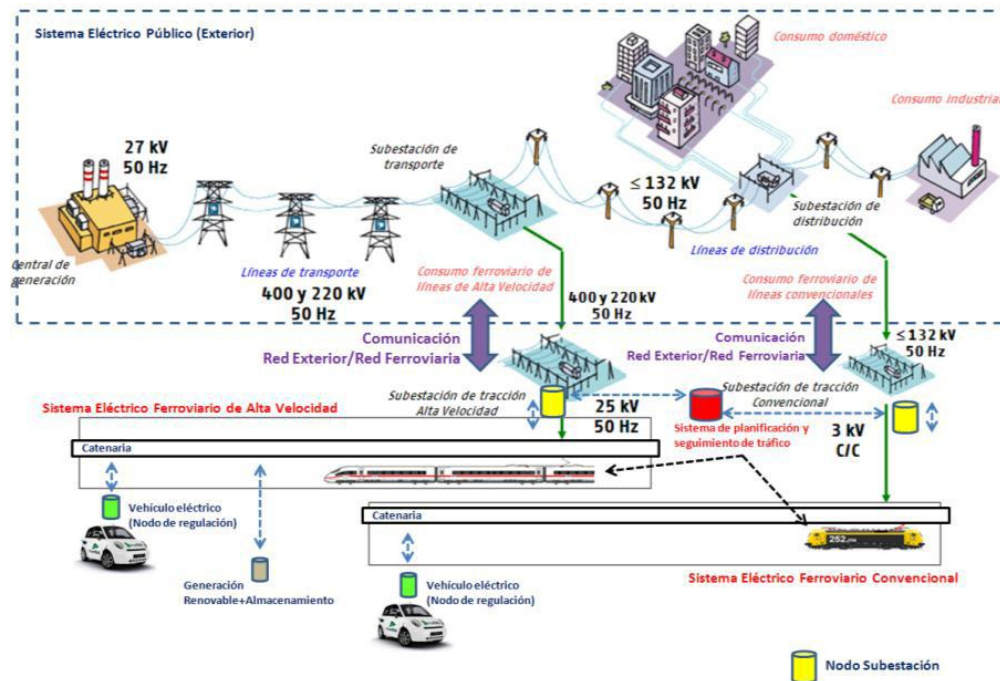 Sistema Eléctrico Público (Exterior)
Consumo doméstico
Consumo industrial
27 kV
50 Hz
Subestación de
transporte
≤ 132 kV
50 Hz
Subestación de
distribución
Central de
generación
Líneas de transporte
400 y 220 kV
50 Hz
Líneas de distribución
Consumo ferroviario de
líneas de Alta Velocidad
400 y 220 kV
50 Hz
Consumo ferroviario de
líneas convencionales
≤ 132 kV
50 Hz
Comunicación
Red Exterior/Red Ferroviaria
Comunicación
Red Exterior/Red Ferroviaria
Sistema Eléctrico Ferroviario de Alta Velocidad
Subestación de tracción
Alta Velocidad
25 kV
50 Hz
Sistema de planificación y
seguimiento de tráfico
Subestación de tracción
Convencional
3 kV
C/C
Catenaria
Vehículo eléctrico
(Nodo de regulación)
Generación
Renovable+Almacenamiento
Catenaria
252
Vehículo eléctrico
(Nodo de regulación)
Sistema Eléctrico Ferroviario Convencional
Nodo Subestación